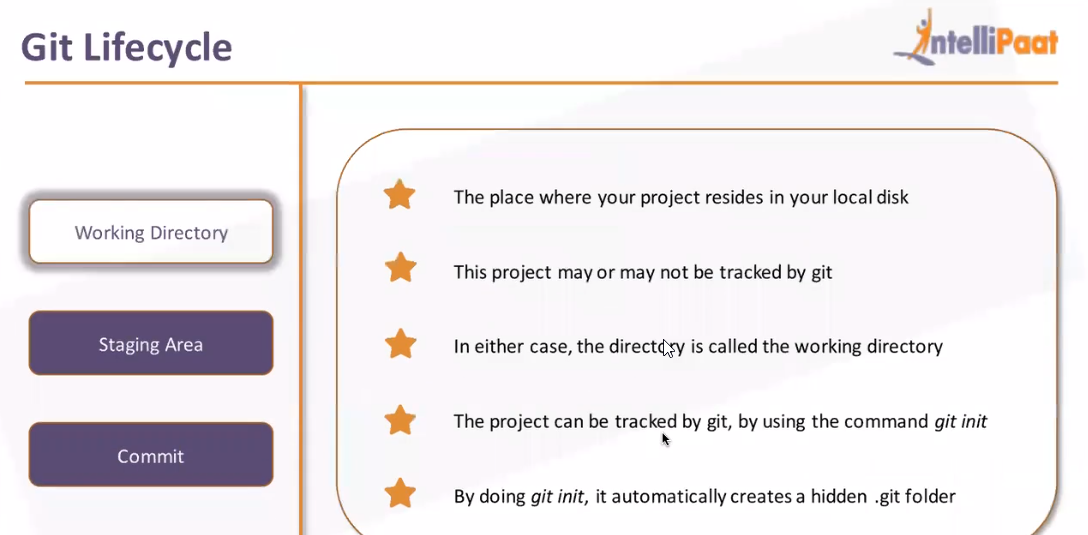 Git Lifecycle
IntelliPaat
Working Directory
Staging Area
Commit
The place where your project resides in your local disk
This project may or may not be tracked by git
In either case, the directory is called the working directory
The project can be tracked by git, by using the command git init
By doing git init, it automatically creates a hidden .git folder